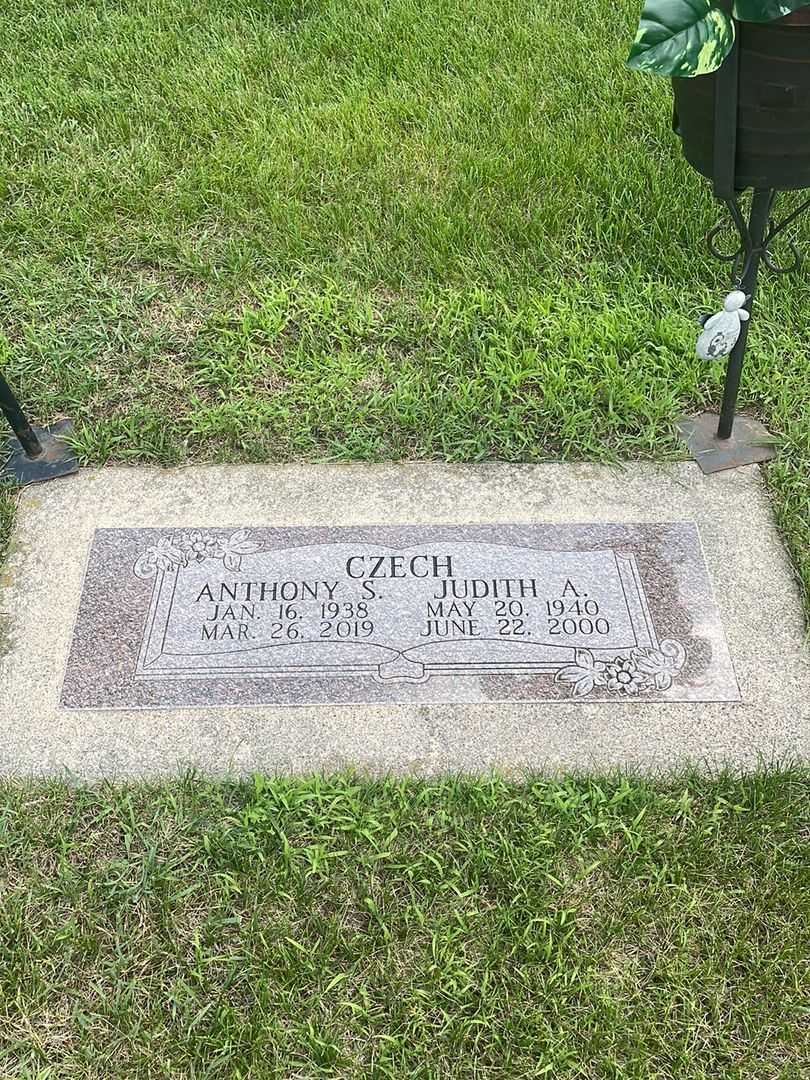 CZECH
ANTHONY S. JUDITH A.
JAN. 16, 1938 MAY 20, 1940
MAR. 26, 2019 JUNE 22, 2000